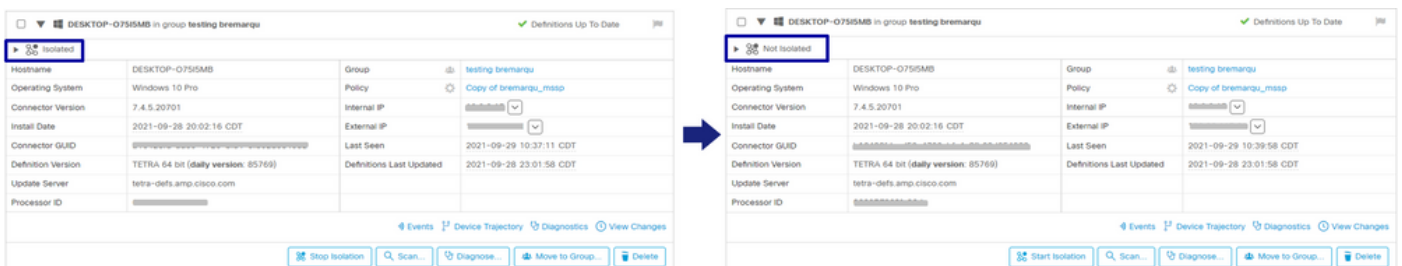 DESKTOP-O75I5MB in group testing bremarqu Definitions Up To Date
Isolated
Hostname DESKTOP-O75I5MB Group testing bremarqu
Operating System Windows 10 Pro Policy Copy of bremarqu_mssp
Connector Version 7.4.5.20701 Internal IP
Install Date 2021-09-28 20:02:16 CDT External IP
Connector GUID Last Seen 2021-09-29 10:37:11 CDT
Definition Version TETRA 64 bit (daily version: 85769) Definitions Last Updated 2021-09-28 23:01:58 CDT
Update Server tetra-defs.amp.cisco.com
Processor ID
Events Device Trajectory Diagnostics View Changes
Stop Isolation Scan... Diagnose... Move to Group... Delete
DESKTOP-O75I5MB in group testing bremarqu Definitions Up To Date
Not Isolated
Hostname DESKTOP-O75I5MB Group testing bremarqu
Operating System Windows 10 Pro Policy Copy of bremarqu_mssp
Connector Version 7.4.5.20701 Internal IP
Install Date 2021-09-28 20:02:16 CDT External IP
Connector GUID Last Seen 2021-09-29 10:39:58 CDT
Definition Version TETRA 64 bit (daily version: 85769) Definitions Last Updated 2021-09-28 23:01:58 CDT
Update Server tetra-defs.amp.cisco.com
Processor ID
Events Device Trajectory Diagnostics View Changes
Start Isolation Scan... Diagnose... Move to Group... Delete